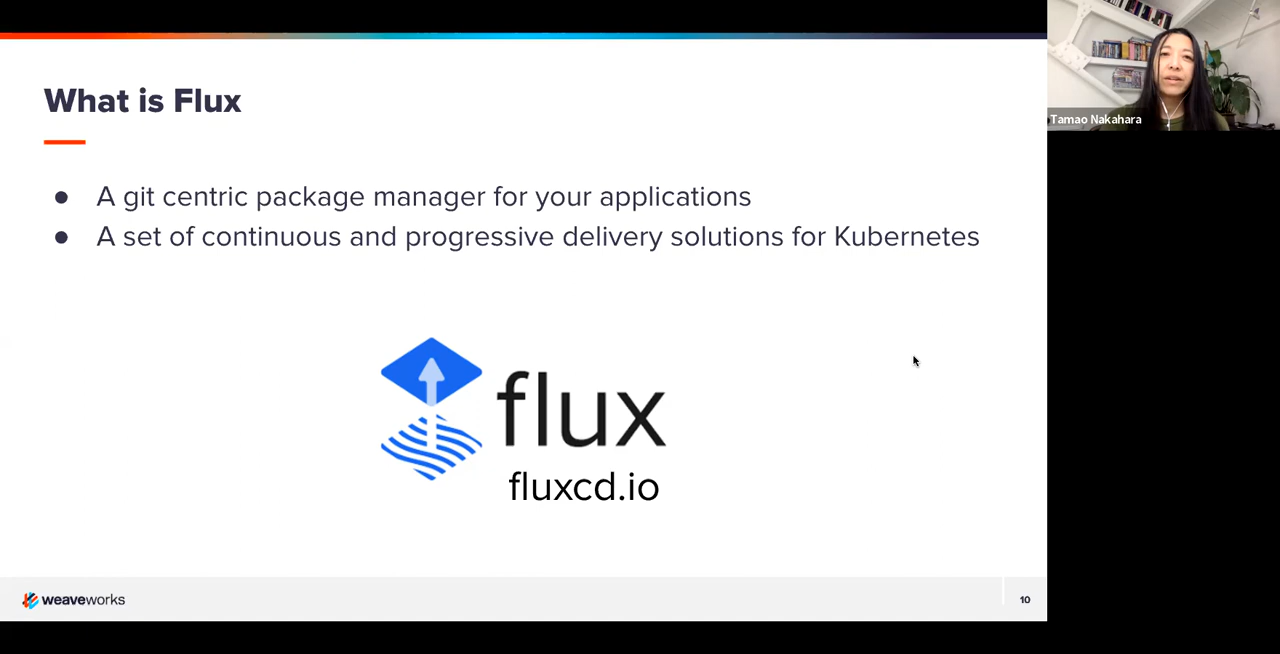 What is Flux
● A git centric package manager for your applications
● A set of continuous and progressive delivery solutions for Kubernetes
flux
fluxcd.io
weaveworks
10
Tamao Nakahara